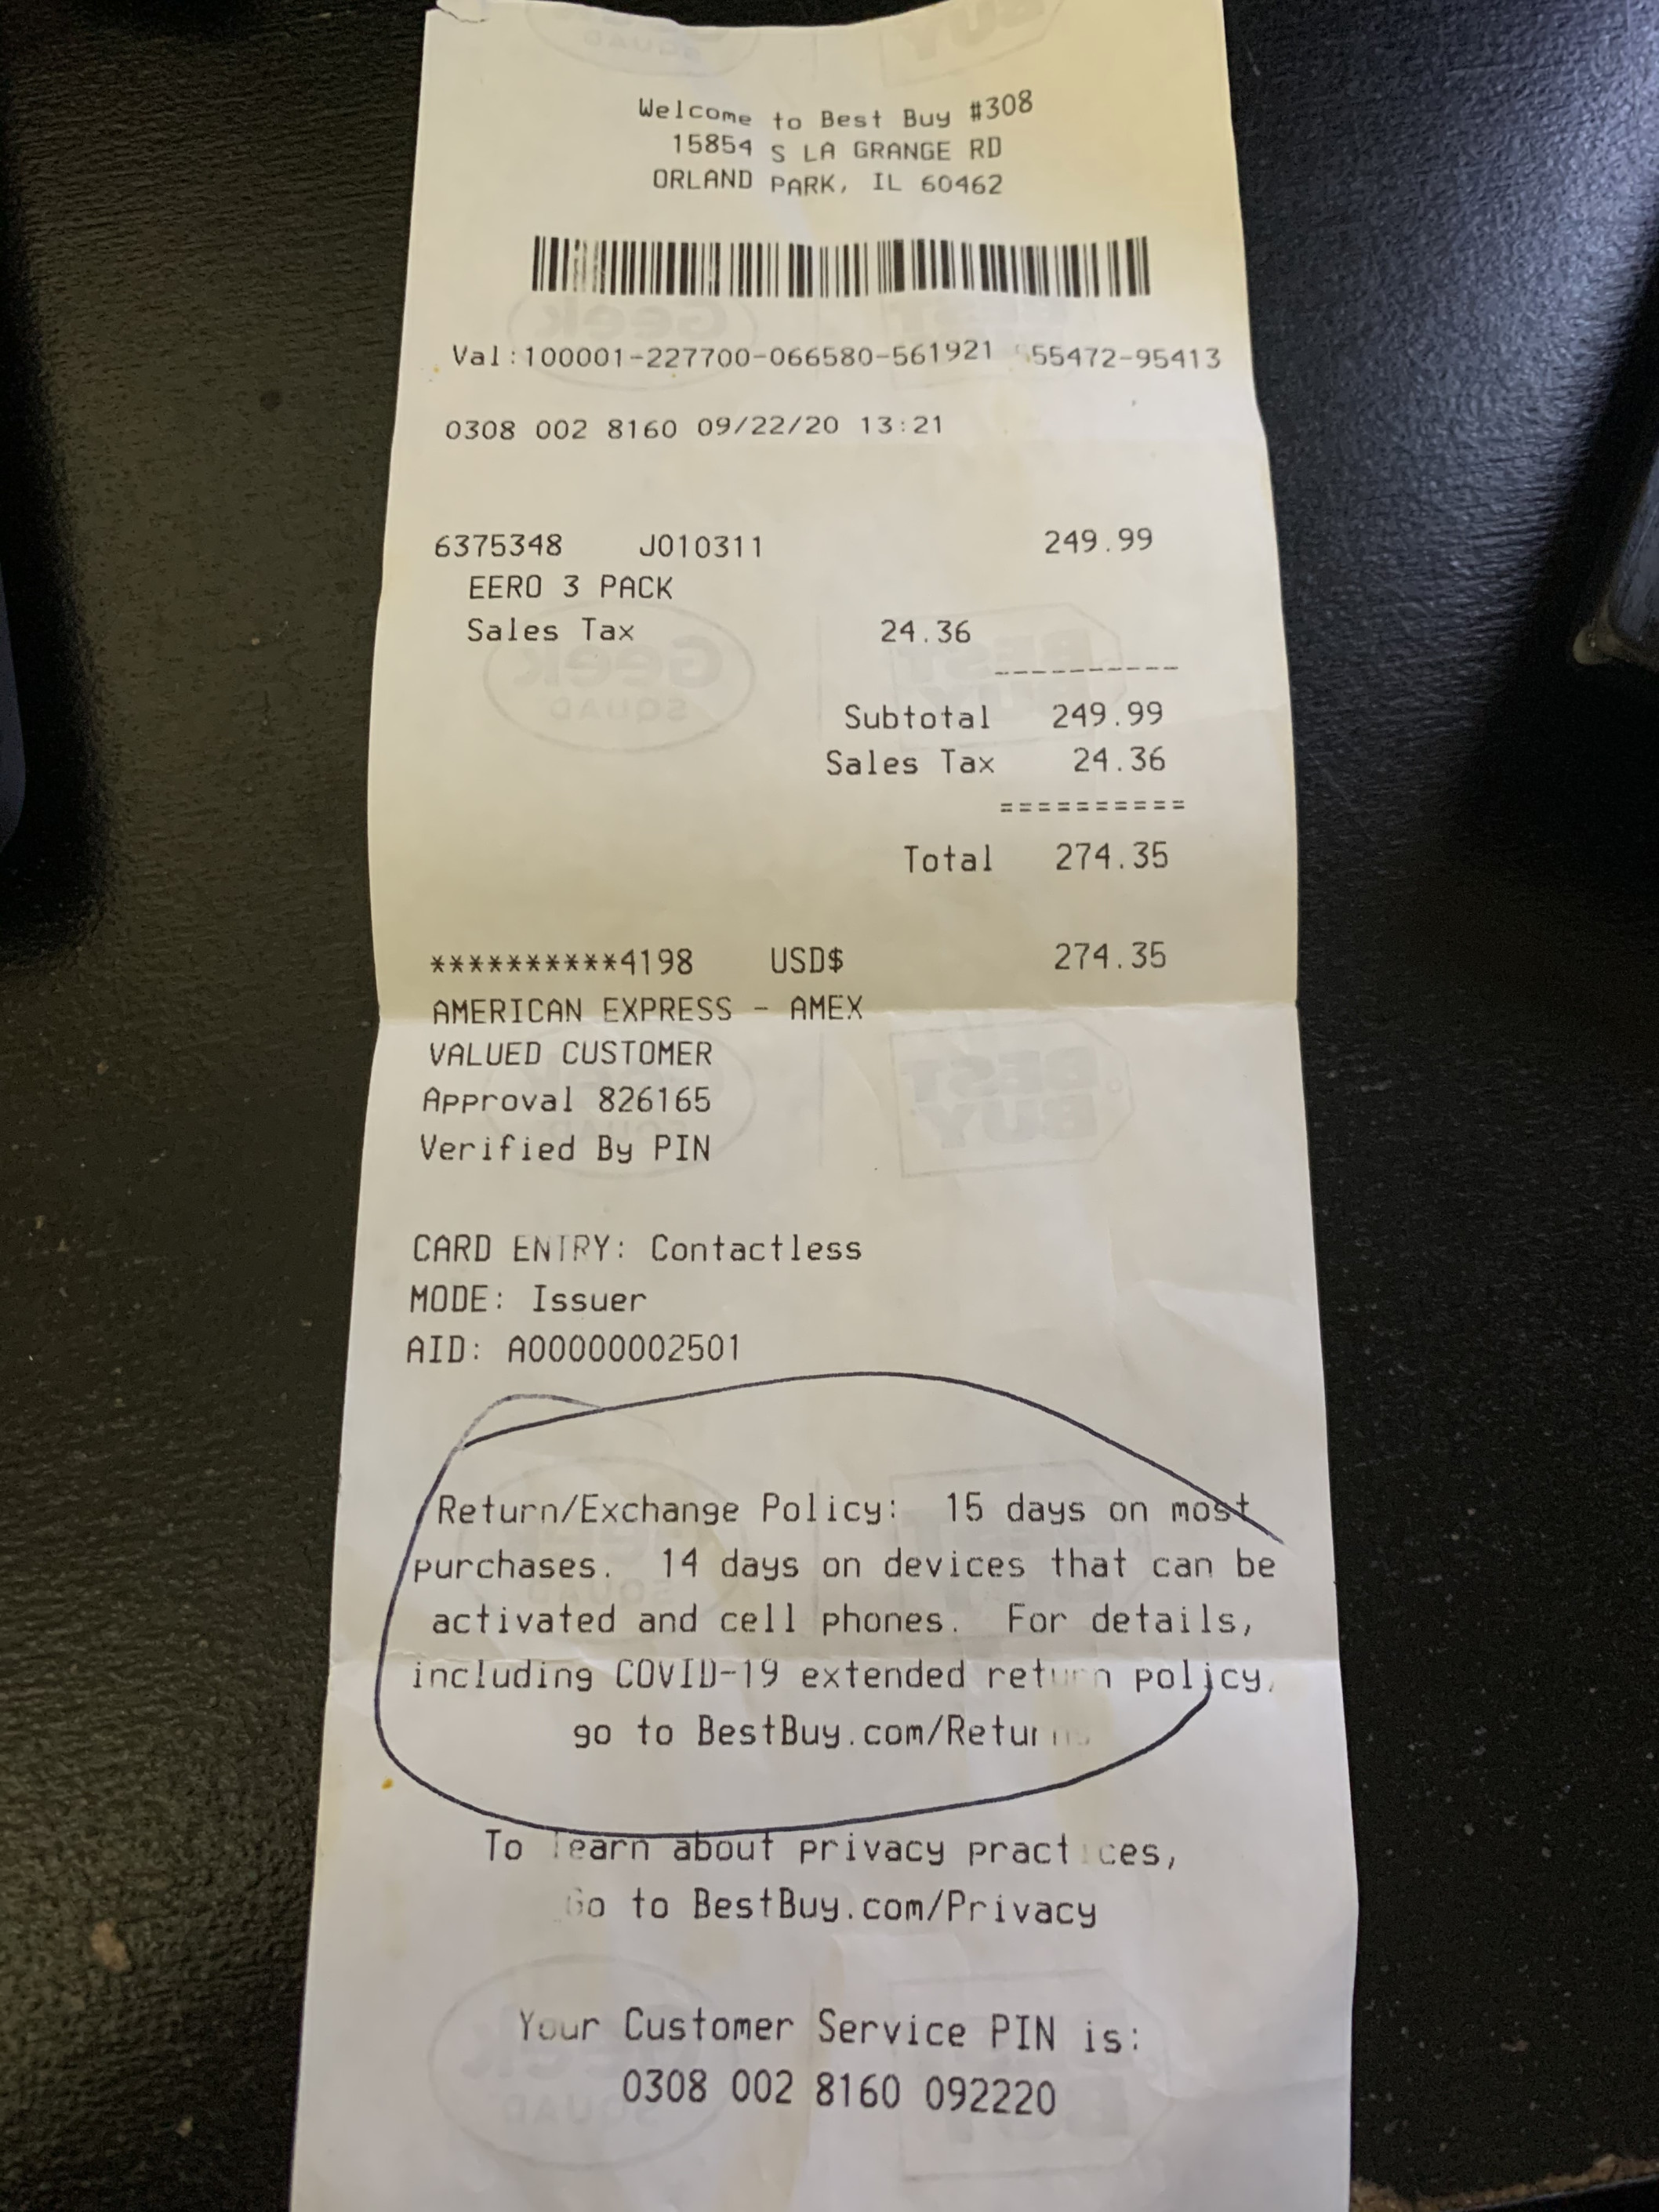 Welcome to Best Buy #308
15854 S LA GRANGE RD
ORLAND PARK, IL 60462
Val:100001-227700-066580-561921 55472-95413
0308 002 8160 09/22/20 13:21
6375348 J010311 249.99
EERO 3 PACK
Sales Tax 24.36
----------
Subtotal 249.99
Sales Tax 24.36
==========
Total 274.35
**********4198 USD$ 274.35
AMERICAN EXPRESS - AMEX
VALUED CUSTOMER
Approval 826165
Verified By PIN
CARD ENTRY: Contactless
MODE: Issuer
AID: A00000002501
Return/Exchange Policy: 15 days on most
purchases. 14 days on devices that can be
activated and cell phones. For details,
including COVID-19 extended return policy,
go to BestBuy.com/Returns
To learn about privacy practices,
Go to BestBuy.com/Privacy
Your Customer Service PIN is:
0308 002 8160 092220